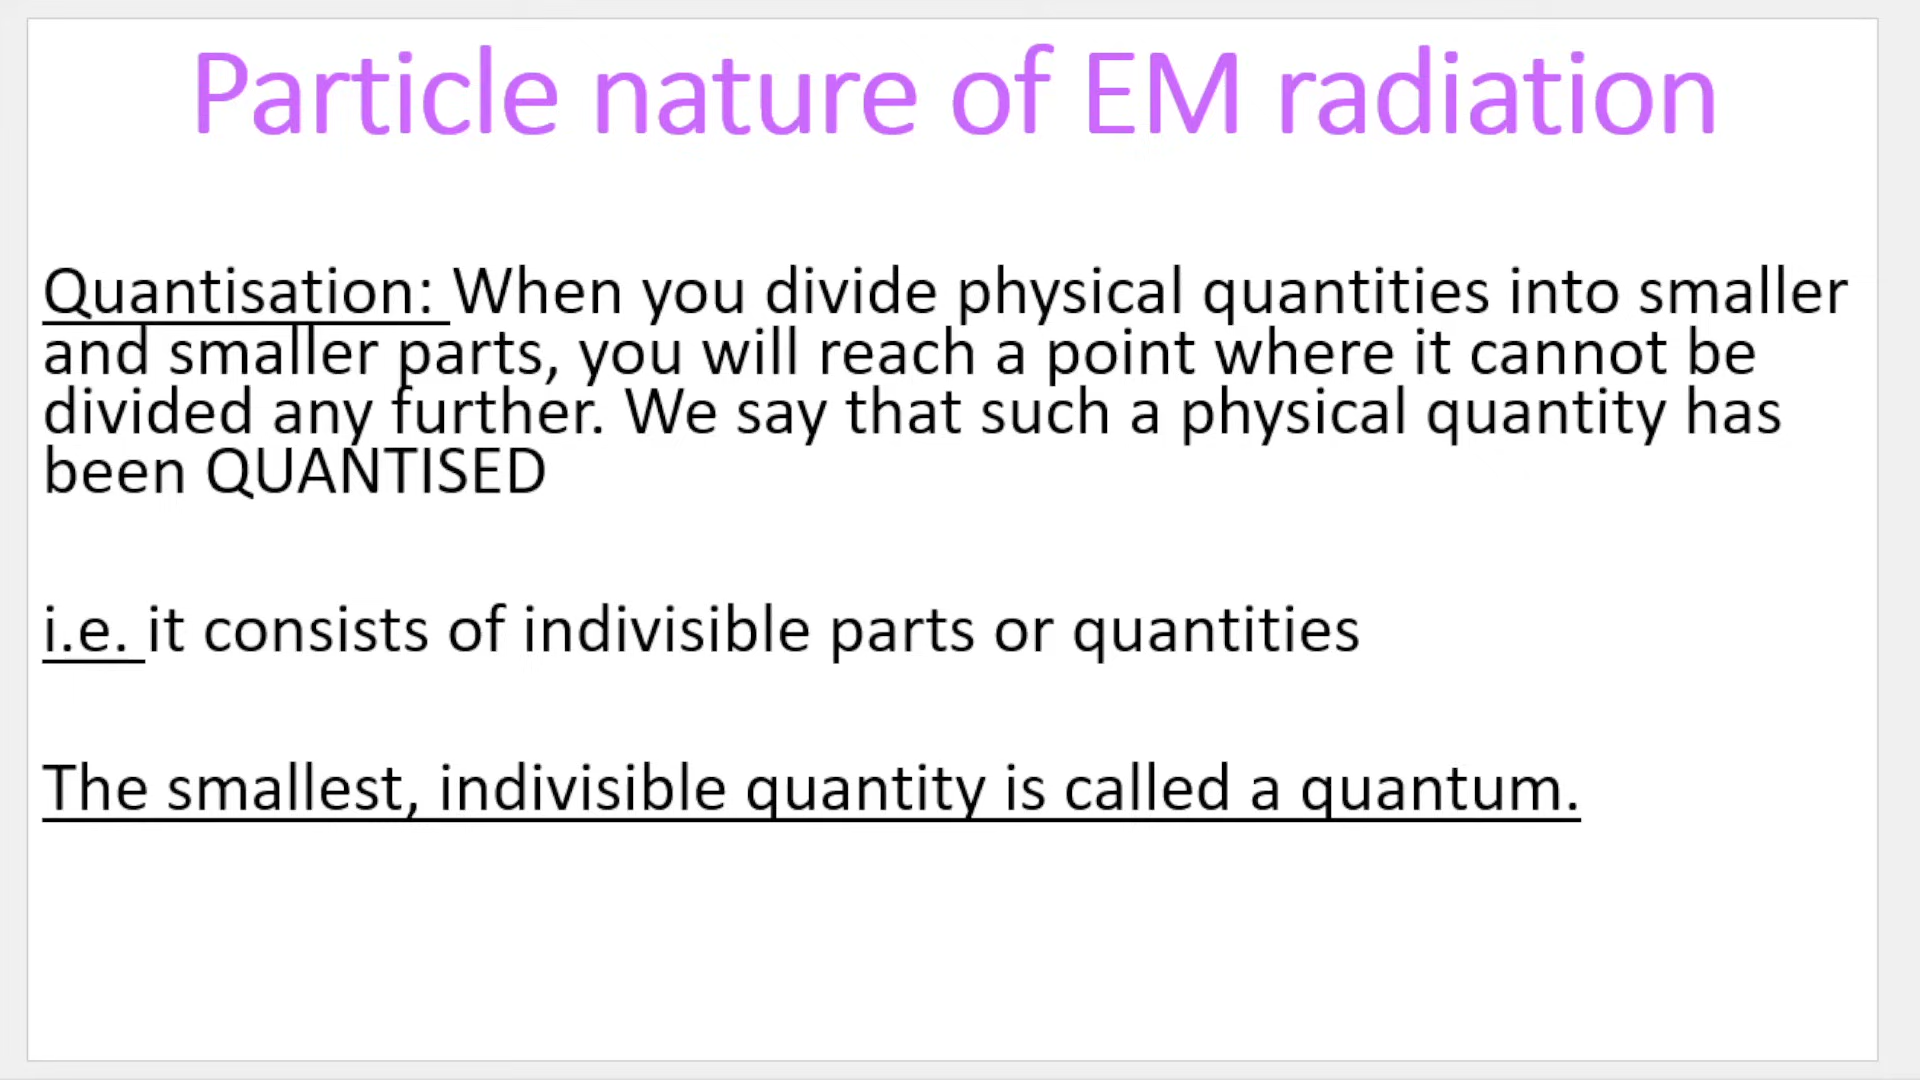 Particle nature of EM radiation
Quantisation: When you divide physical quantities into smaller
and smaller parts, you will reach a point where it cannot be
divided any further. We say that such a physical quantity has
been QUANTISED
i.e. it consists of indivisible parts or quantities
The smallest, indivisible quantity is called a quantum.